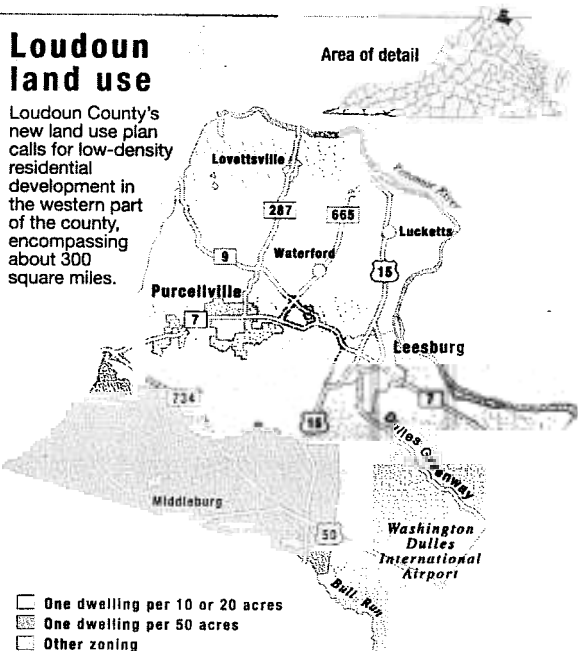 Loudoun
land use
Loudoun County's
new land use plan
calls for low-density
residential
development in
the western part
of the county,
encompassing
about 300
square miles.
Area of detail
Potomac River
Lovettsville
287
665
Lucketts
Waterford
9
15
Purcellville
7
Leesburg
734
15
7
Dulles Greenway
Middleburg
50
Washington
Dulles
International
Airport
Bull Run
One dwelling per 10 or 20 acres
One dwelling per 50 acres
Other zoning